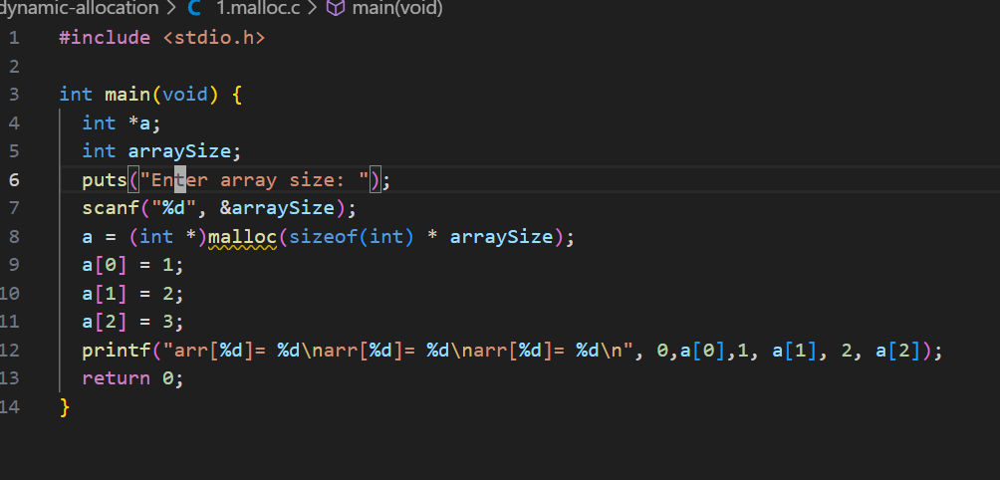 dynamic-allocation > C 1.malloc.c > main(void)
1 #include <stdio.h>
2
3 int main(void) {
4 int *a;
5 int arraySize;
6 puts("Enter array size: ");
7 scanf("%d", &arraySize);
8 a = (int *)malloc(sizeof(int) * arraySize);
9 a[0] = 1;
10 a[1] = 2;
11 a[2] = 3;
12 printf("arr[%d]= %d\narr[%d]= %d\narr[%d]= %d\n", 0,a[0],1, a[1], 2, a[2]);
13 return 0;
14 }